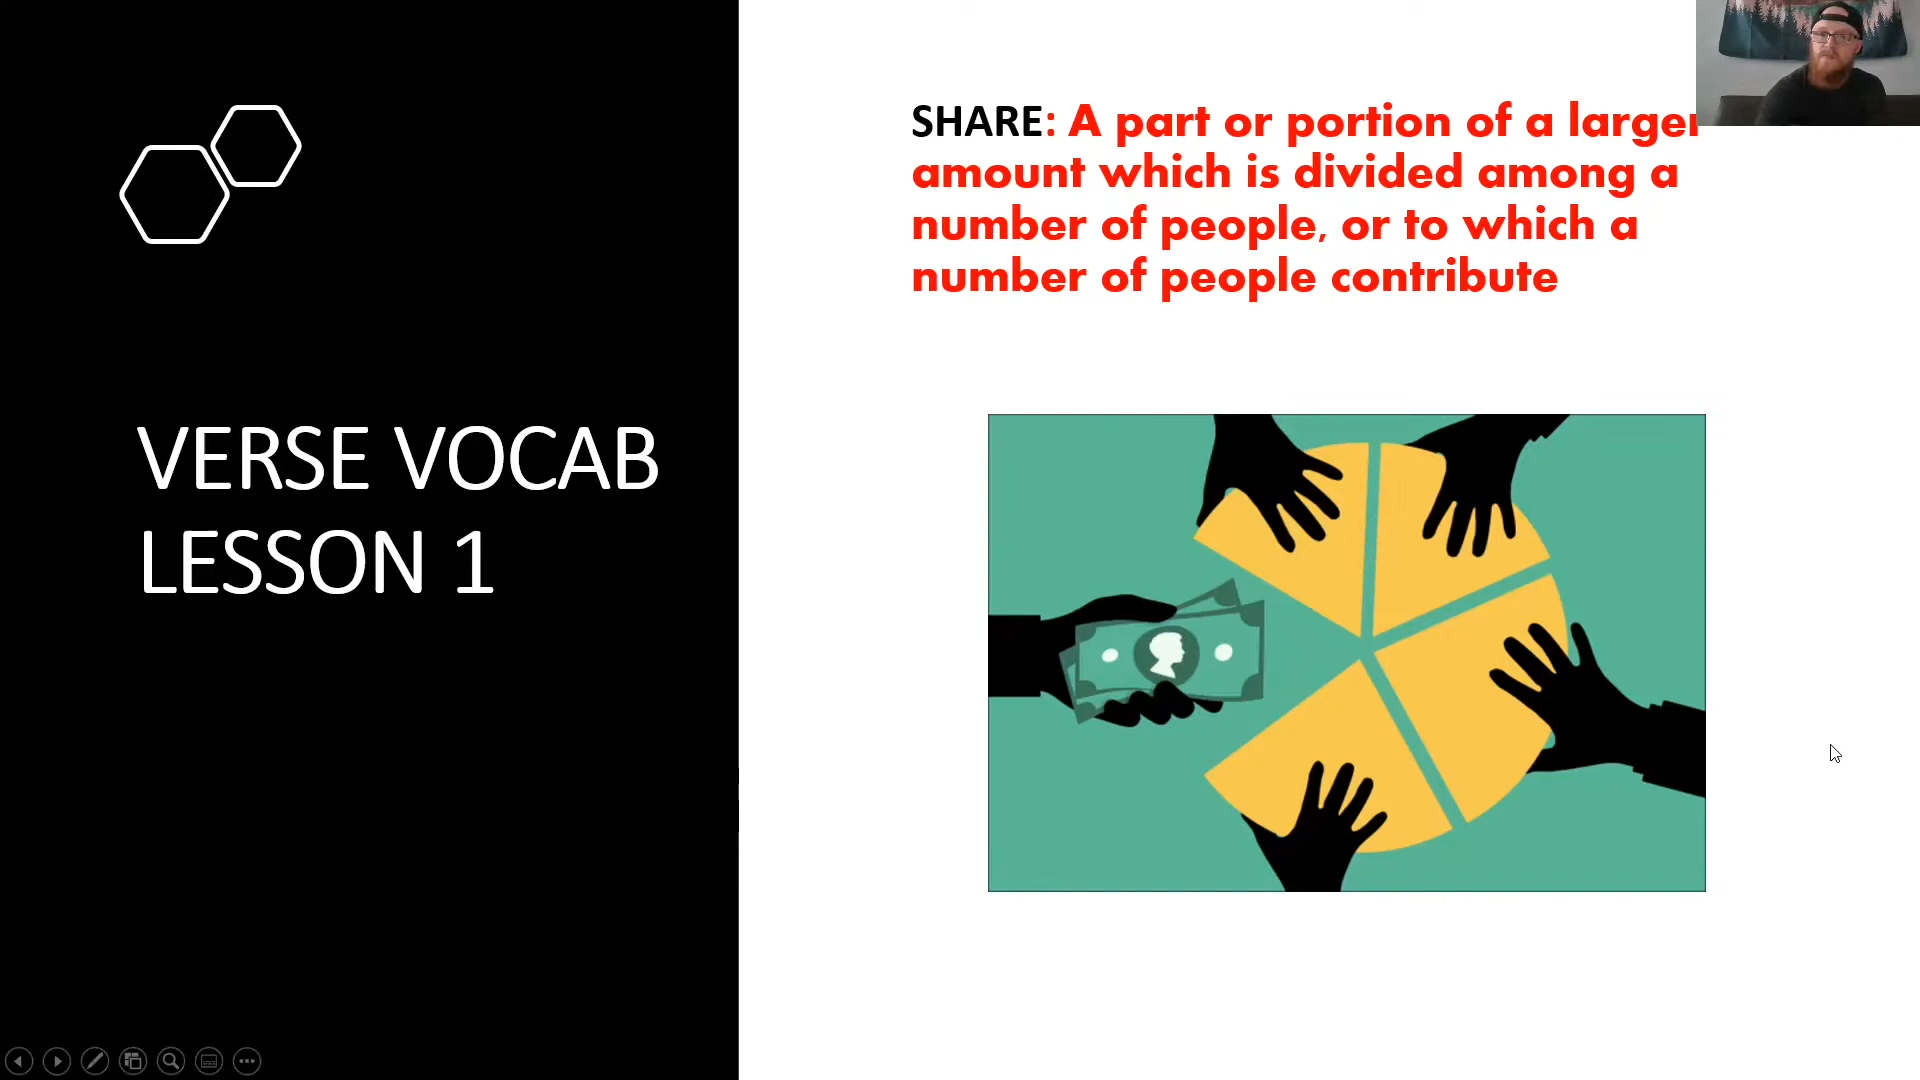 VERSE VOCAB
LESSON 1
SHARE: A part or portion of a larger
amount which is divided among a
number of people, or to which a
number of people contribute